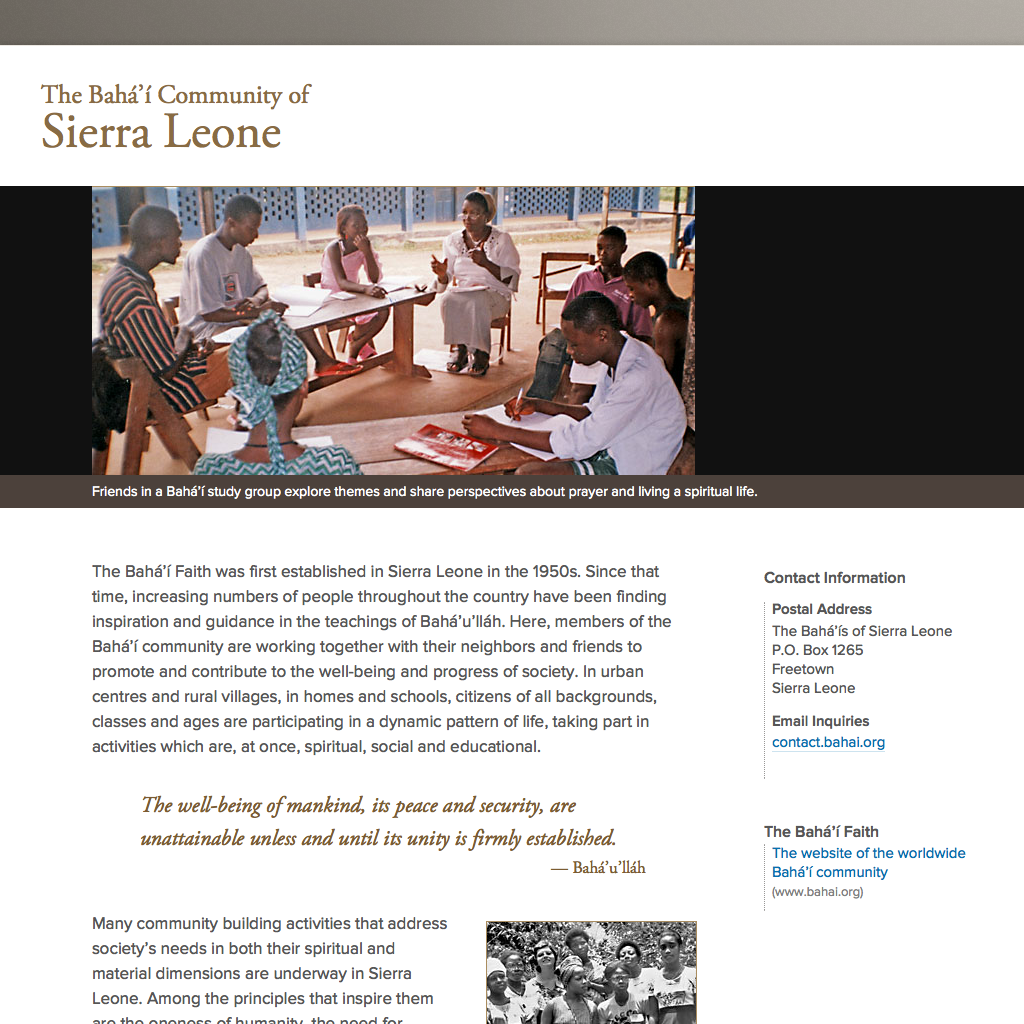 The Bahá’í Community of
Sierra Leone
Friends in a Bahá’í study group explore themes and share perspectives about prayer and living a spiritual life.
The Bahá’í Faith was first established in Sierra Leone in the 1950s. Since that
time, increasing numbers of people throughout the country have been finding
inspiration and guidance in the teachings of Bahá’u’lláh. Here, members of the
Bahá’í community are working together with their neighbors and friends to
promote and contribute to the well-being and progress of society. In urban
centres and rural villages, in homes and schools, citizens of all backgrounds,
classes and ages are participating in a dynamic pattern of life, taking part in
activities which are, at once, spiritual, social and educational.
The well-being of mankind, its peace and security, are
unattainable unless and until its unity is firmly established.
— Bahá’u’lláh
Many community building activities that address
society’s needs in both their spiritual and
material dimensions are underway in Sierra
Leone. Among the principles that inspire them
are the oneness of humanity, the need for
Contact Information
Postal Address
The Bahá’ís of Sierra Leone
P.O. Box 1265
Freetown
Sierra Leone
Email Inquiries
contact.bahai.org
The Bahá’í Faith
The website of the worldwide
Bahá’í community
(www.bahai.org)